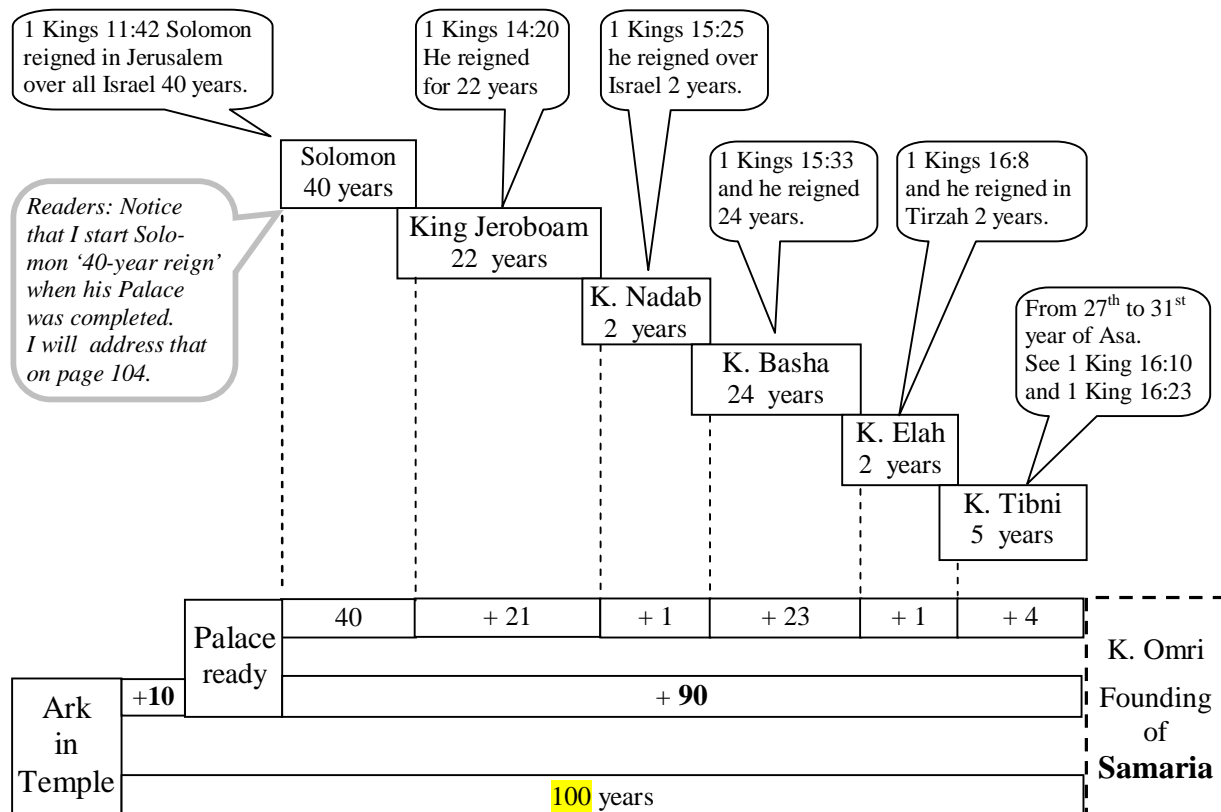 1 Kings 11:42 Solomon
reigned in Jerusalem
over all Israel 40 years.
1 Kings 14:20
He reigned
for 22 years
1 Kings 15:25
he reigned over
Israel 2 years.
Solomon
40 years
1 Kings 15:33
and he reigned
24 years.
1 Kings 16:8
and he reigned in
Tirzah 2 years.
Readers: Notice
that I start Solo-
mon ‘40-year reign’
when his Palace
was completed.
I will address that
on page 104.
King Jeroboam
22 years
K. Nadab
2 years
From 27th to 31st
year of Asa.
See 1 King 16:10
and 1 King 16:23
K. Basha
24 years
K. Elah
2 years
K. Tibni
5 years
40
+ 21
+ 1
+ 23
+ 1
+ 4
Palace
ready
K. Omri
Founding
of
Samaria
+10
+ 90
Ark
in
Temple
100 years